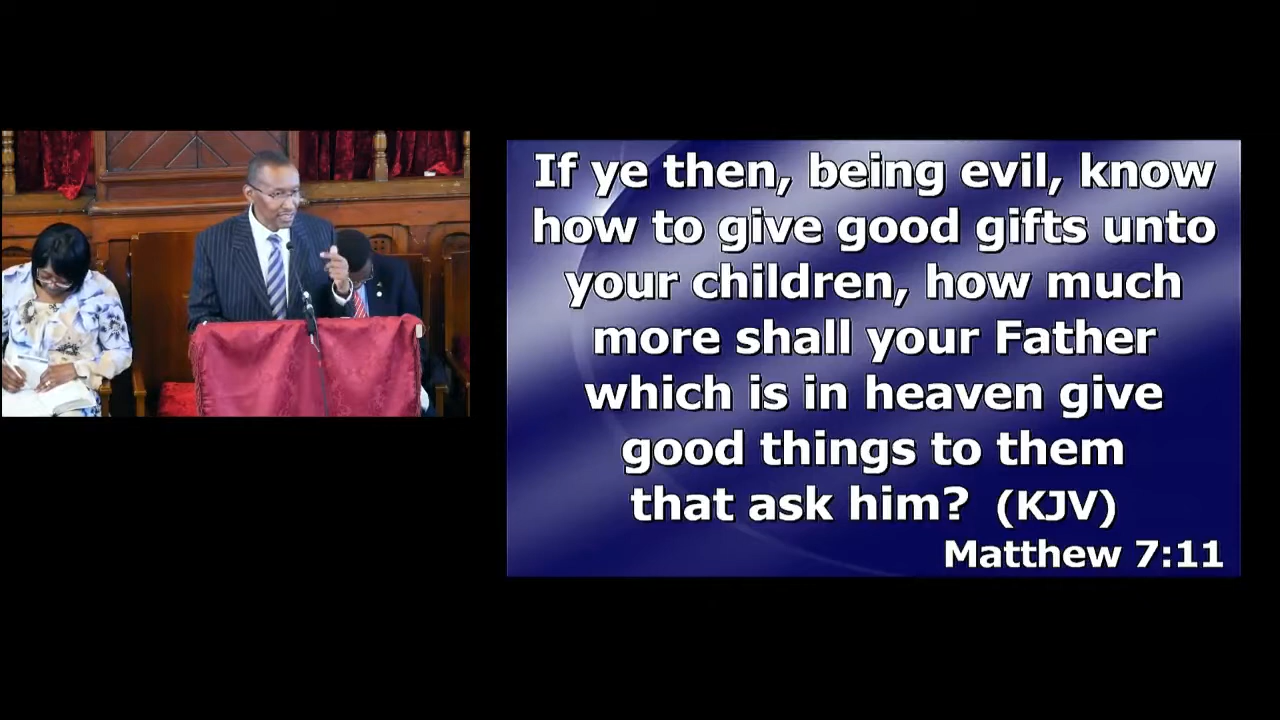 If ye then, being evil, know
how to give good gifts unto
your children, how much
more shall your Father
which is in heaven give
good things to them
that ask him? (KJV)
Matthew 7:11